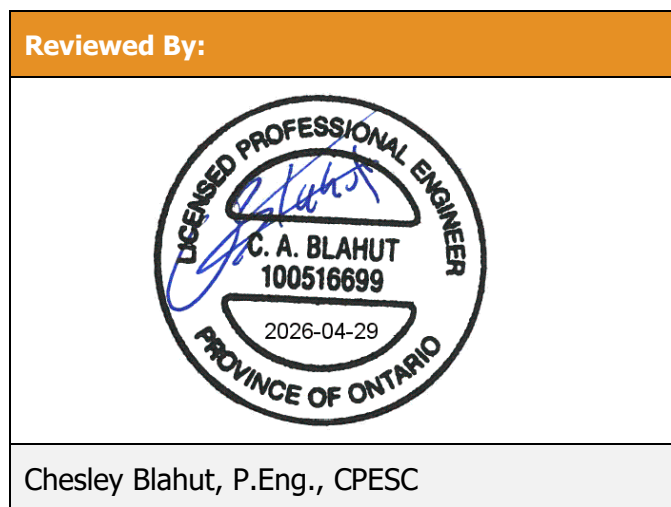 Reviewed By:
LICENSED PROFESSIONAL ENGINEER
C. A. BLAHUT
100516699
2026-04-29
PROVINCE OF ONTARIO
Chesley Blahut, P.Eng., CPESC